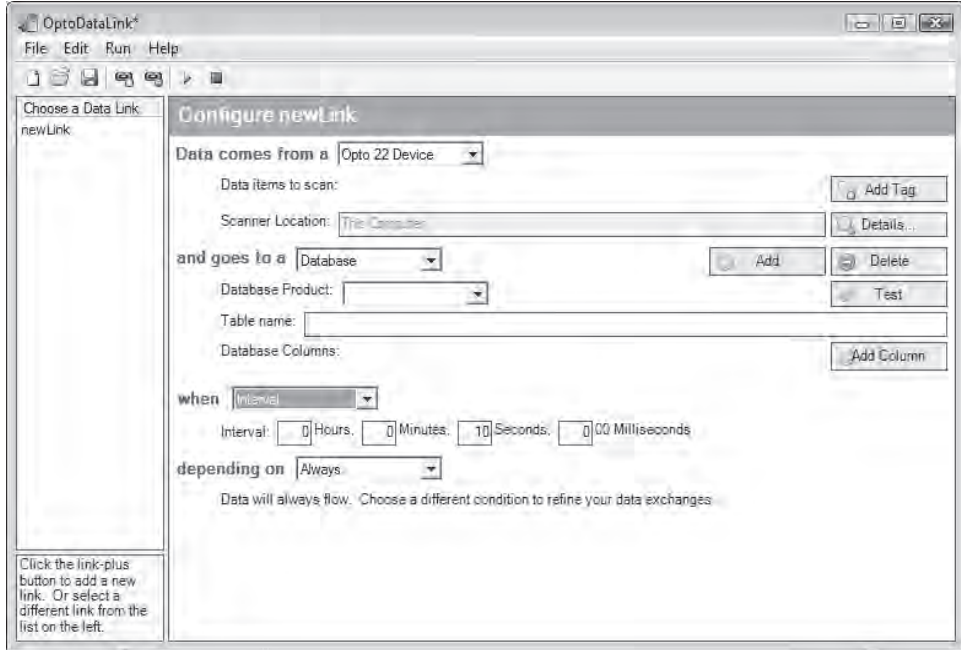 OptoDataLink*
File Edit Run Help
Choose a Data Link
newLink
Configure newLink
Data comes from a Opto 22 Device
Data items to scan:
Add Tag
Scanner Location: This Computer
Details...
and goes to a Database
Add
Delete
Database Product:
Test
Table name:
Database Columns:
Add Column
when Interval
Interval: 0 Hours, 0 Minutes, 10 Seconds, 0 00 Milliseconds
depending on Always
Data will always flow. Choose a different condition to refine your data exchanges
Click the link-plus
button to add a new
link. Or select a
different link from the
list on the left.